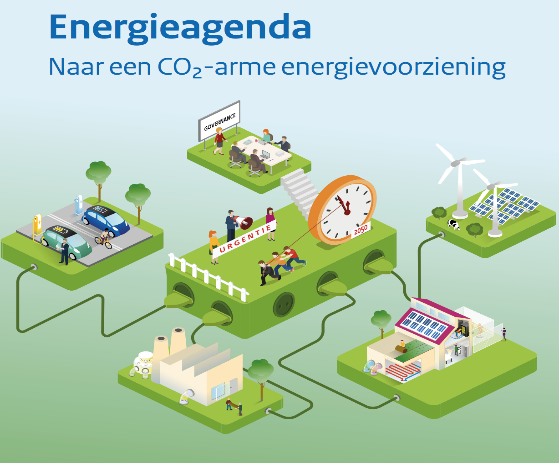 Energieagenda
Naar een CO₂-arme energievoorziening
GOVERNANCE
URGENTIE
2050